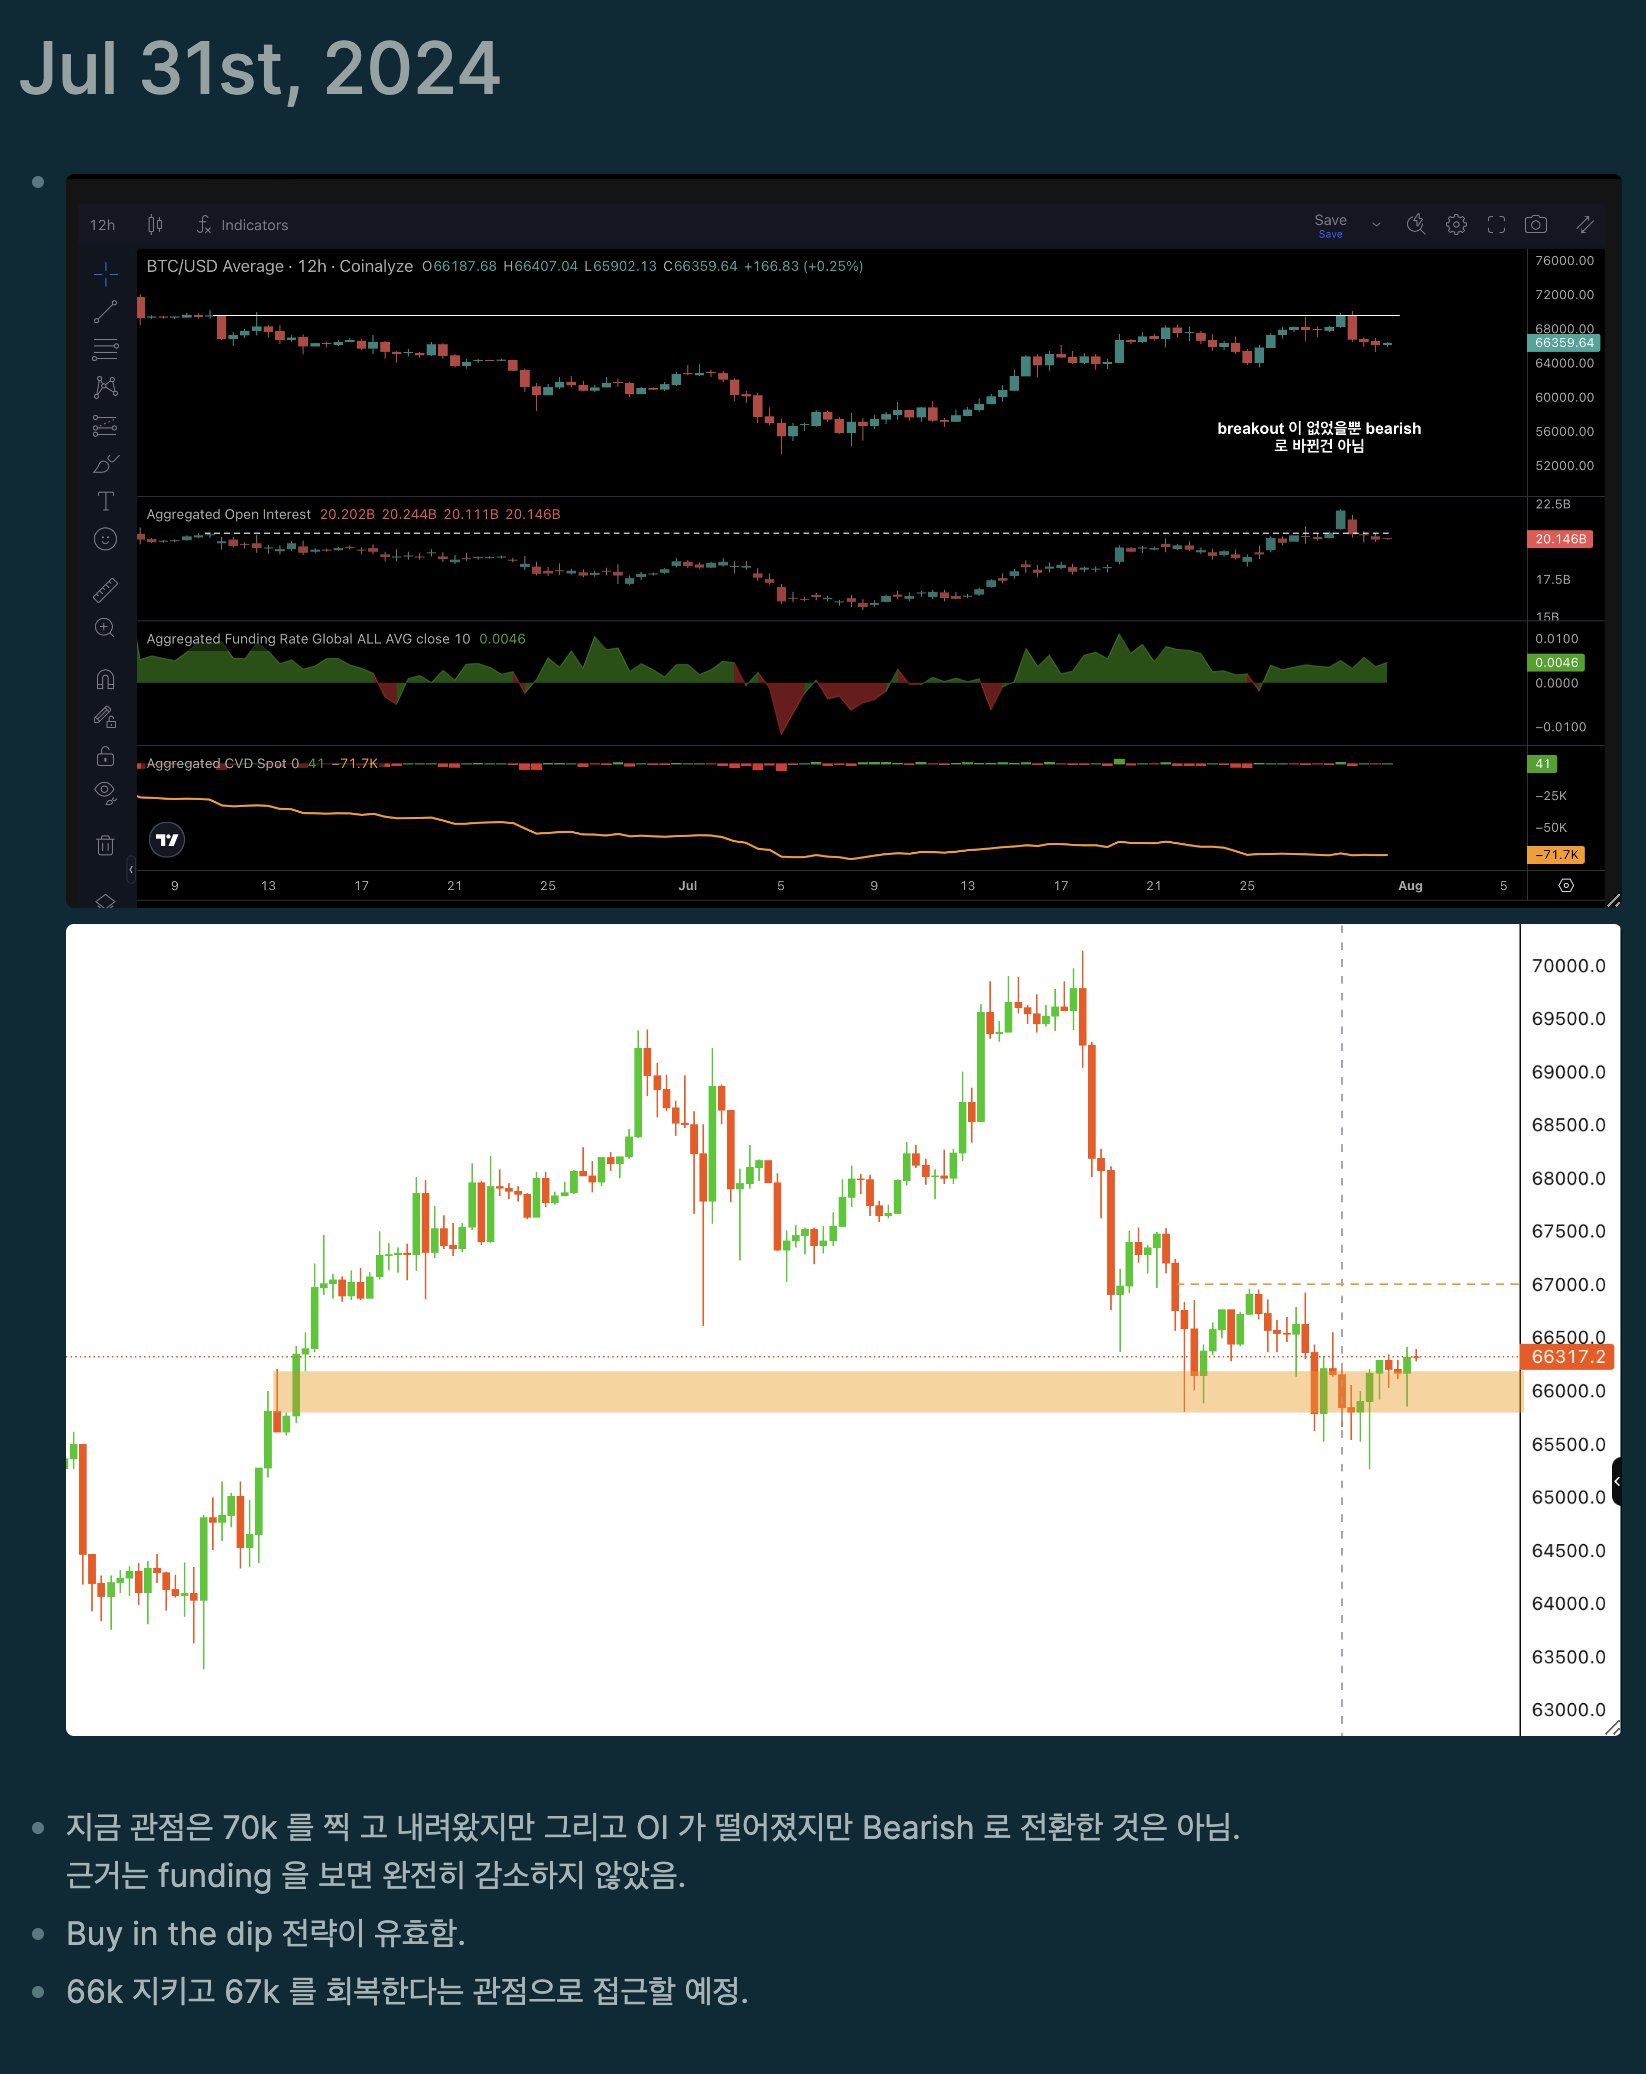 Jul 31st, 2024
12h
Indicators
Save
Save
BTC/USD Average · 12h · Coinalyze O66187.68 H66407.04 L65902.13 C66359.64 +166.83 (+0.25%)
76000.00
72000.00
68000.00
66359.64
64000.00
60000.00
56000.00
52000.00
breakout 이 없었을뿐 bearish
로 바뀐건 아님
Aggregated Open Interest 20.202B 20.244B 20.111B 20.146B
22.5B
20.146B
17.5B
15B
Aggregated Funding Rate Global ALL AVG close 10 0.0046
0.0100
0.0046
0.0000
−0.0100
Aggregated CVD Spot 0 41 −71.7K
41
−25K
−50K
−71.7K
9 13 17 21 25 Jul 5 9 13 17 21 25 Aug 5
70000.0
69500.0
69000.0
68500.0
68000.0
67500.0
67000.0
66500.0
66317.2
66000.0
65500.0
65000.0
64500.0
64000.0
63500.0
63000.0
지금 관점은 70k 를 찍 고 내려왔지만 그리고 OI 가 떨어졌지만 Bearish 로 전환한 것은 아님.
근거는 funding 을 보면 완전히 감소하지 않았음.
Buy in the dip 전략이 유효함.
66k 지키고 67k 를 회복한다는 관점으로 접근할 예정.